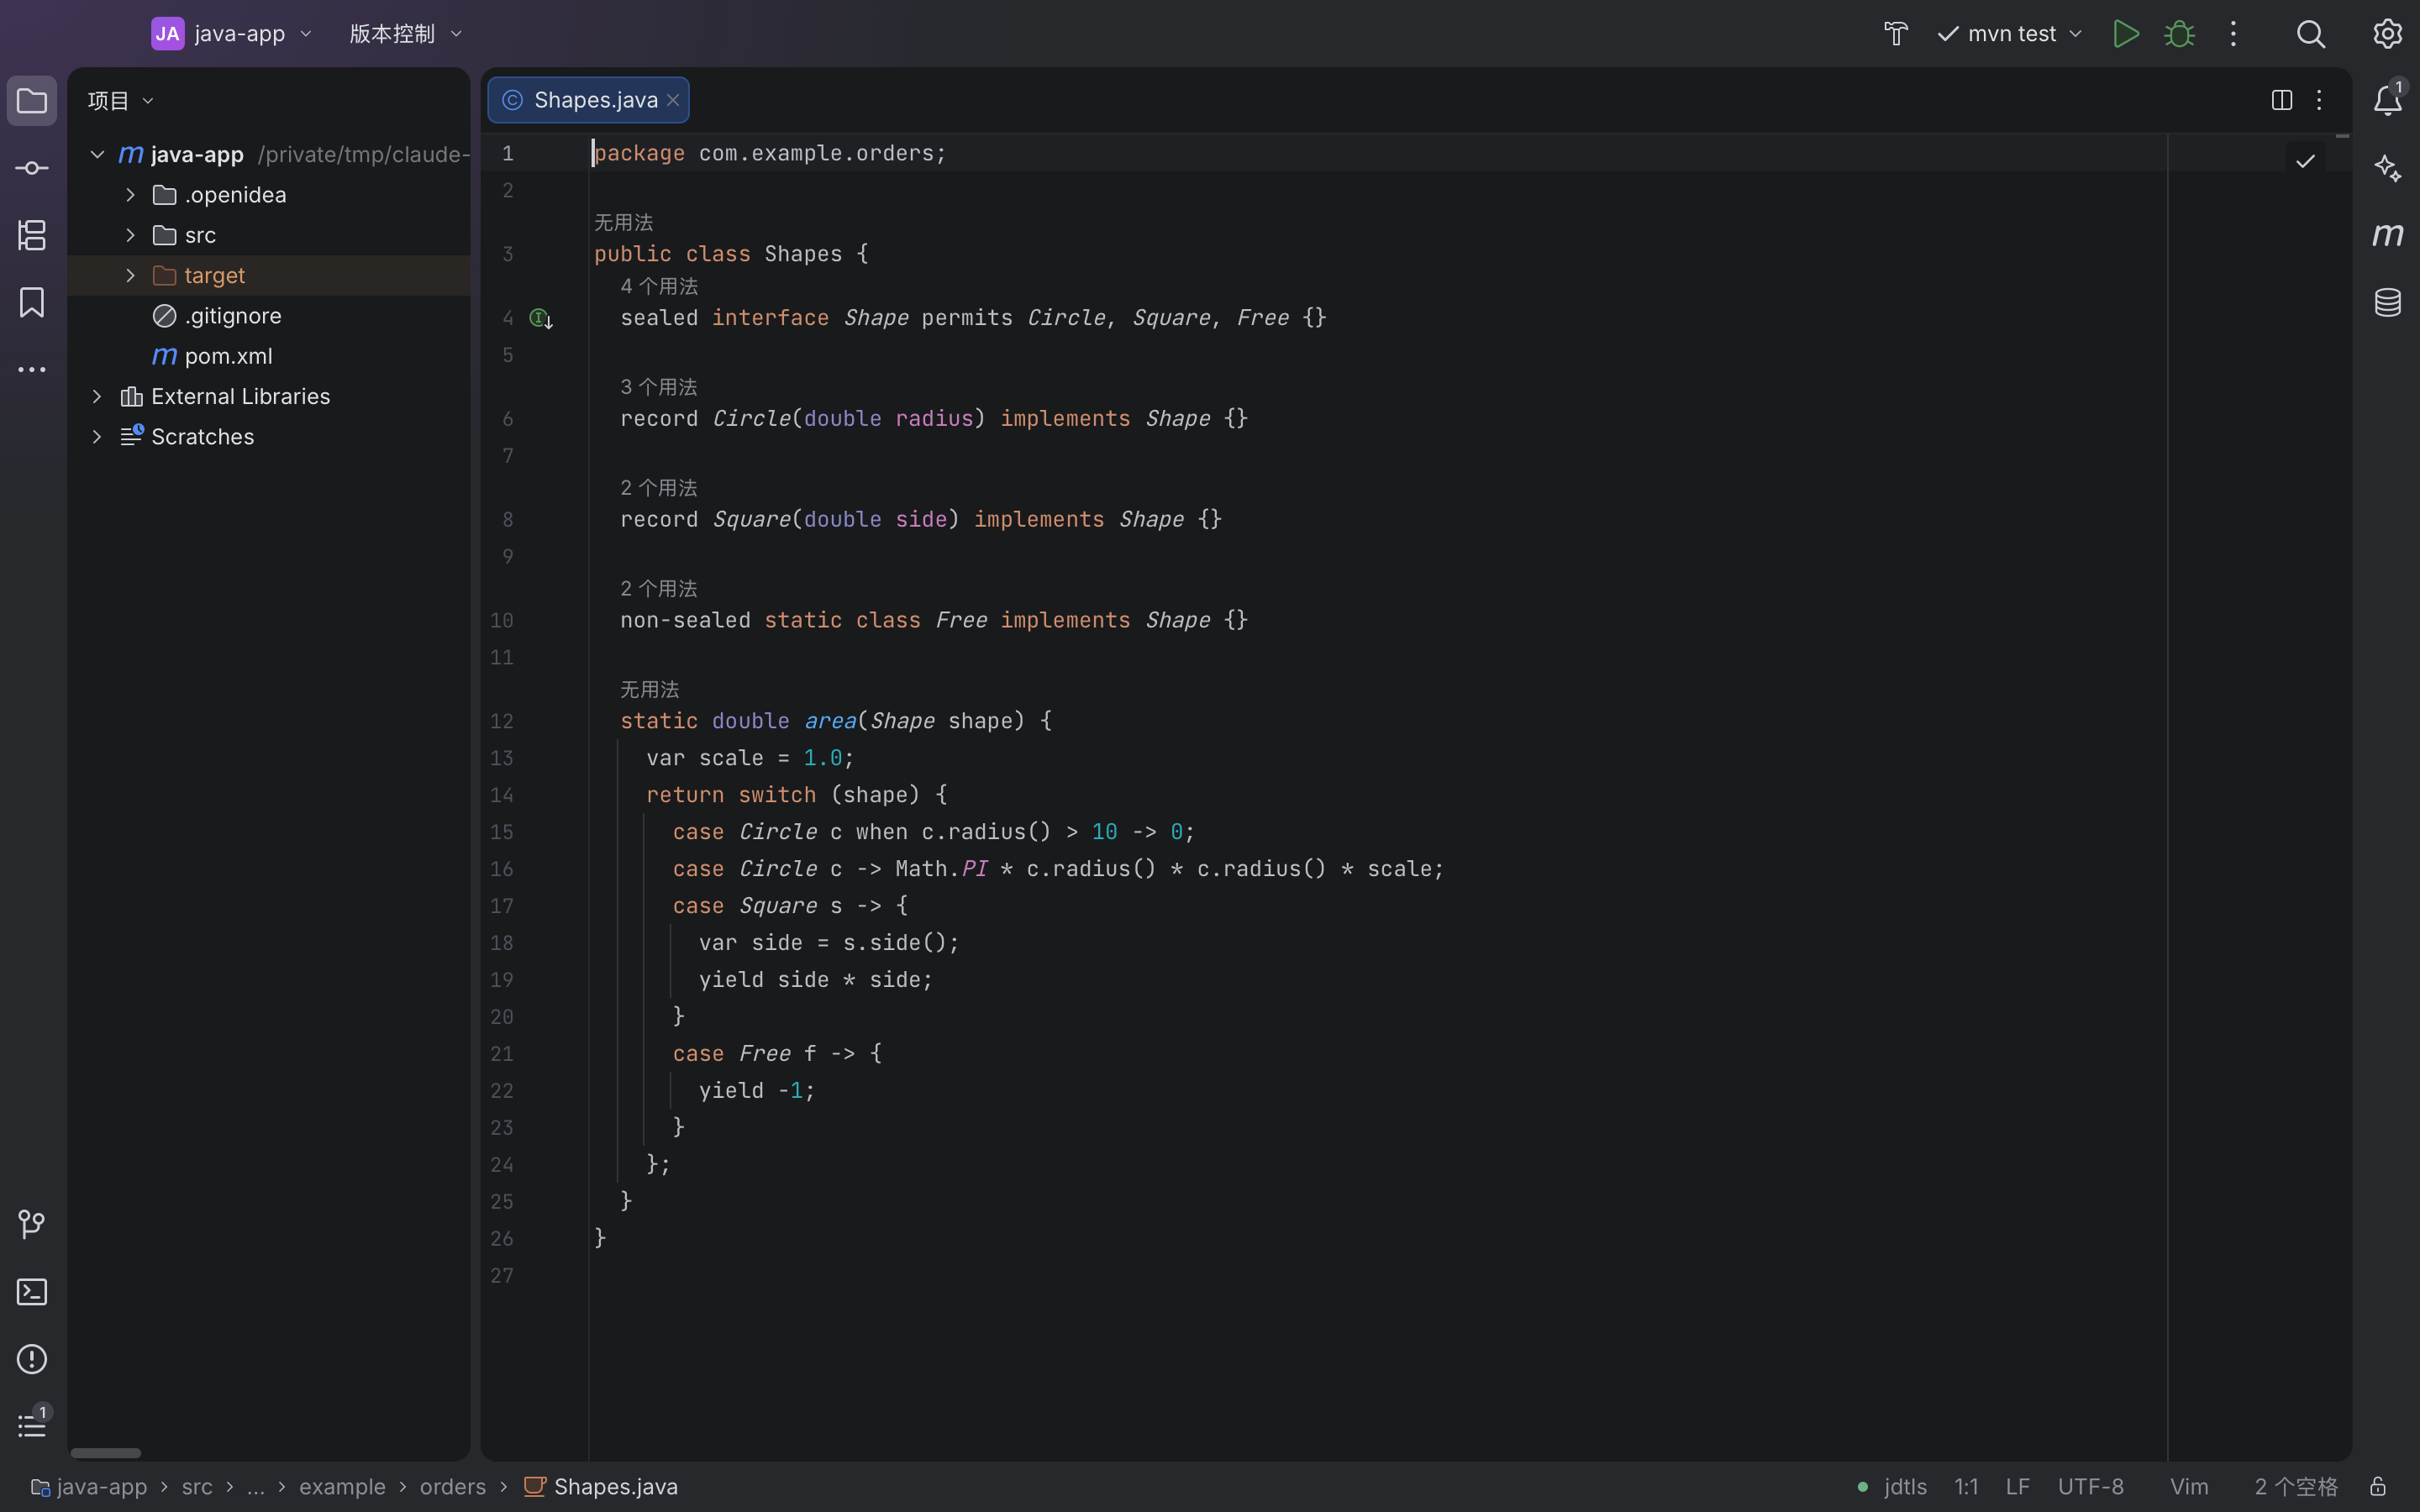 JA java-app 版本控制 mvn test
项目
Shapes.java
1
m java-app /private/tmp/claude-
.openidea
src
target
.gitignore
m pom.xml
External Libraries
Scratches
1 package com.example.orders;
2
无用法
3 public class Shapes {
4 个用法
4 sealed interface Shape permits Circle, Square, Free {}
5
3 个用法
6 record Circle(double radius) implements Shape {}
7
2 个用法
8 record Square(double side) implements Shape {}
9
2 个用法
10 non-sealed static class Free implements Shape {}
11
无用法
12 static double area(Shape shape) {
13 var scale = 1.0;
14 return switch (shape) {
15 case Circle c when c.radius() > 10 -> 0;
16 case Circle c -> Math.PI * c.radius() * c.radius() * scale;
17 case Square s -> {
18 var side = s.side();
19 yield side * side;
20 }
21 case Free f -> {
22 yield -1;
23 }
24 };
25 }
26 }
27
m
1
java-app › src › ... › example › orders › Shapes.java
jdtls 1:1 LF UTF-8 Vim 2 个空格